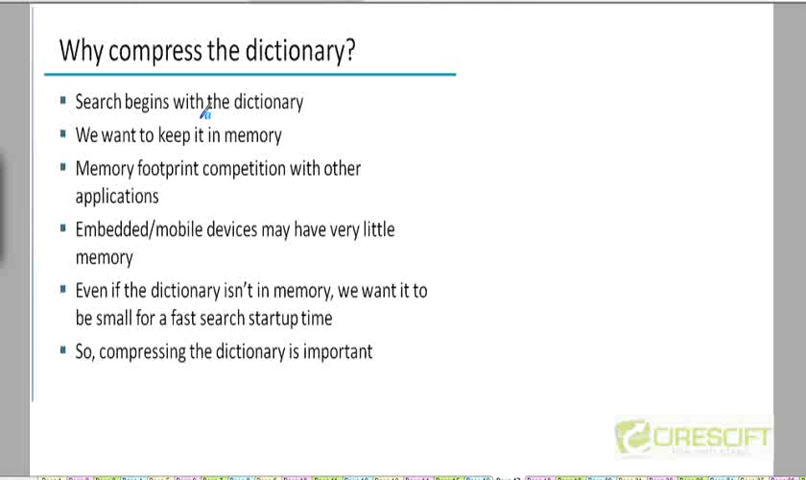 Why compress the dictionary?
Search begins with the dictionary
We want to keep it in memory
Memory footprint competition with other
applications
Embedded/mobile devices may have very little
memory
Even if the dictionary isn't in memory, we want it to
be small for a fast search startup time
So, compressing the dictionary is important